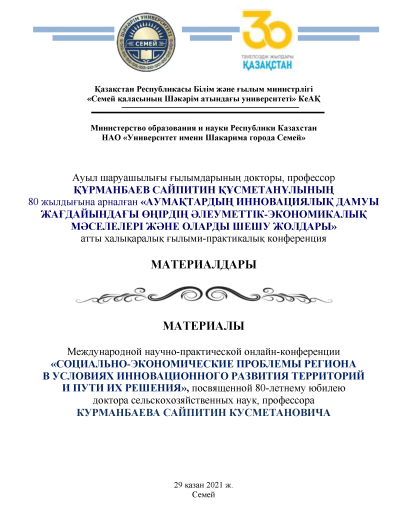 СЕМЕЙ
ТӘУЕЛСІЗДІК ЖЫЛДАРЫ
ҚАЗАҚСТАН
Қазақстан Республикасы Білім және ғылым министрлігі
«Семей қаласының Шәкәрім атындағы университеті» КеАҚ
Министерство образования и науки Республики Казахстан
НАО «Университет имени Шакарима города Семей»
Ауыл шаруашылығы ғылымдарының докторы, профессор
ҚҰРМАНБАЕВ САЙПИТИН ҚҮСМЕТАНҰЛЫНЫҢ
80 жылдығына арналған «АУМАҚТАРДЫҢ ИННОВАЦИЯЛЫҚ ДАМУЫ
ЖАҒДАЙЫНДАҒЫ ӨҢІРДІҢ ӘЛЕУМЕТТІК-ЭКОНОМИКАЛЫҚ
МӘСЕЛЕЛЕРІ ЖӘНЕ ОЛАРДЫ ШЕШУ ЖОЛДАРЫ»
атты халықаралық ғылыми-практикалық конференция
МАТЕРИАЛДАРЫ
МАТЕРИАЛЫ
Международной научно-практической онлайн-конференции
«СОЦИАЛЬНО-ЭКОНОМИЧЕСКИЕ ПРОБЛЕМЫ РЕГИОНА
В УСЛОВИЯХ ИННОВАЦИОННОГО РАЗВИТИЯ ТЕРРИТОРИЙ
И ПУТИ ИХ РЕШЕНИЯ», посвященной 80-летнему юбилею
доктора сельскохозяйственных наук, профессора
КУРМАНБАЕВА САЙПИТИН КУСМЕТАНОВИЧА
29 казан 2021 ж.
Семей